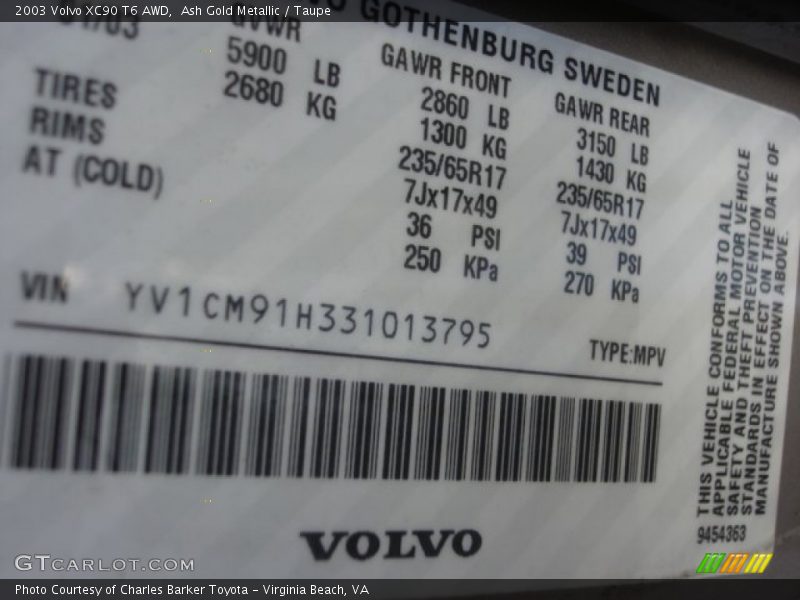 2003 Volvo XC90 T6 AWD,  Ash Gold Metallic / Taupe
GOTHENBURG SWEDEN
GVWR
5900 LB
2680 KG
GAWR FRONT
2860 LB
1300 KG
235/65R17
7Jx17x49
36 PSI
250 KPa
GAWR REAR
3150 LB
1430 KG
235/65R17
7Jx17x49
39 PSI
270 KPa
TIRES
RIMS
AT (COLD)
VIN YV1CM91H331013795
TYPE:MPV
THIS VEHICLE CONFORMS TO ALL
APPLICABLE FEDERAL MOTOR VEHICLE
SAFETY AND THEFT PREVENTION
STANDARDS IN EFFECT ON THE DATE OF
MANUFACTURE SHOWN ABOVE.
9454363
VOLVO
GTCARLOT.COM
Photo Courtesy of Charles Barker Toyota - Virginia Beach, VA